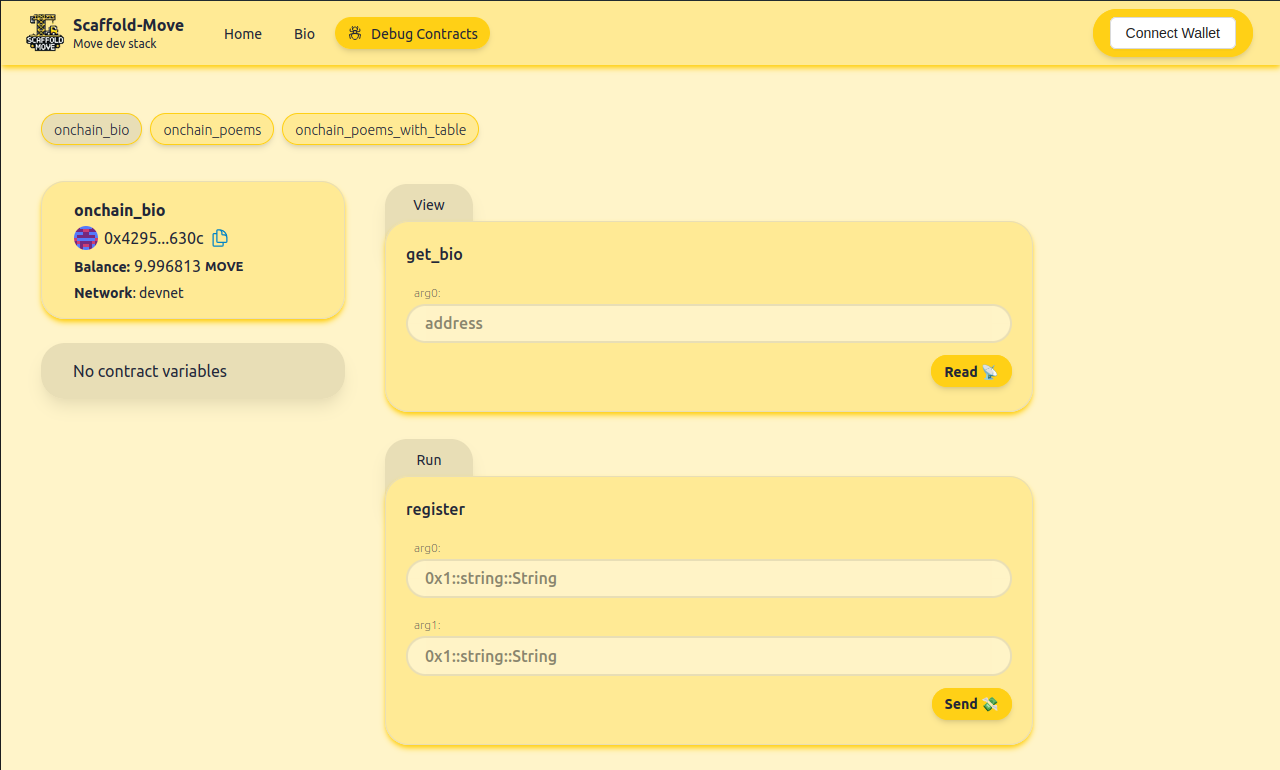 SCAFFOLD
MOVE
Scaffold-Move
Move dev stack
Home
Bio
Debug Contracts
Connect Wallet
onchain_bio
onchain_poems
onchain_poems_with_table
onchain_bio
0x4295...630c
Balance: 9.996813 MOVE
Network: devnet
No contract variables
View
get_bio
arg0:
address
Read
Run
register
arg0:
0x1::string::String
arg1:
0x1::string::String
Send